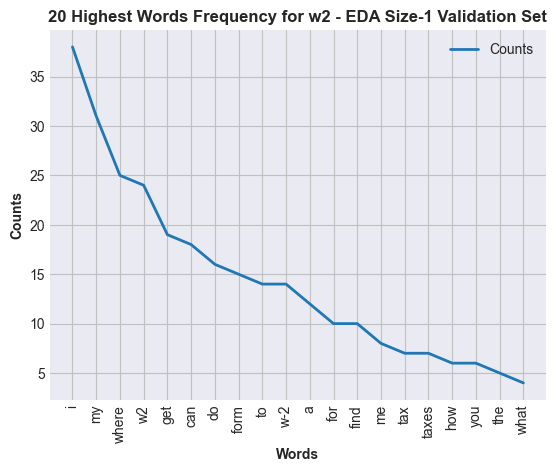 20 Highest Words Frequency for w2 - EDA Size-1 Validation Set
Counts
35
30
25
20
15
10
5
Counts
i
my
where
w2
get
can
do
form
to
w-2
a
for
find
me
tax
taxes
how
you
the
what
Words